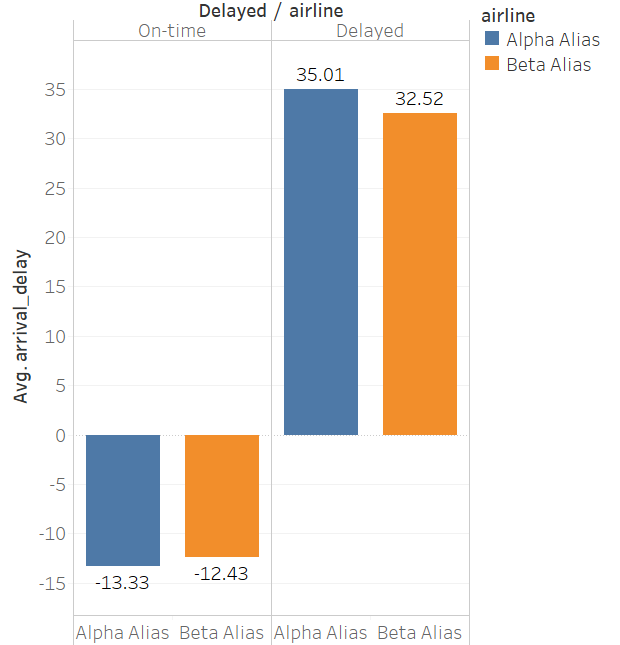 Delayed / airline
On-time Delayed
airline
Alpha Alias
Beta Alias
Avg. arrival_delay
35
30
25
20
15
10
5
0
-5
-10
-15
35.01
32.52
-13.33
-12.43
Alpha Alias Beta Alias Alpha Alias Beta Alias